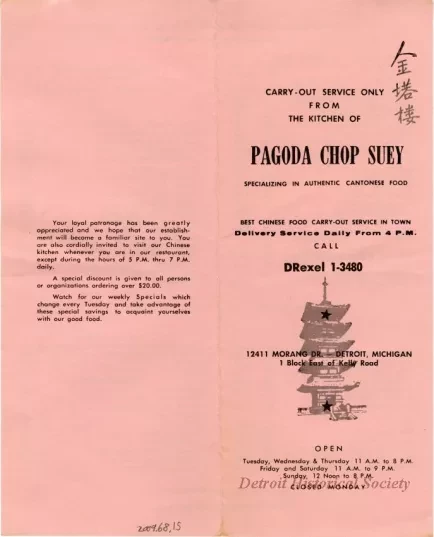 Your loyal patronage has been greatly
appreciated and we hope that our establish-
ment will become a familiar site to you. You
are also cordially invited to visit our Chinese
kitchen whenever you are in our restaurant,
except during the hours of 5 P.M. thru 7 P.M.
daily.
A special discount is given to all persons
or organizations ordering over $20.00.
Watch for our weekly Specials which
change every Tuesday and take advantage of
these special savings to acquaint yourselves
with our good food.
2009.68.15
金塔樓
CARRY-OUT SERVICE ONLY
FROM
THE KITCHEN OF
PAGODA CHOP SUEY
SPECIALIZING IN AUTHENTIC CANTONESE FOOD
BEST CHINESE FOOD CARRY-OUT SERVICE IN TOWN
Delivery Service Daily From 4 P.M.
CALL
DRexel 1-3480
12411 MORANG DR. — DETROIT, MICHIGAN
1 Block East of Kelly Road
OPEN
Tuesday, Wednesday & Thursday 11 A.M. to 8 P.M.
Friday and Saturday 11 A.M. to 9 P.M.
Sunday, 12 Noon to 8 P.M.
CLOSED MONDAY
Detroit Historical Society